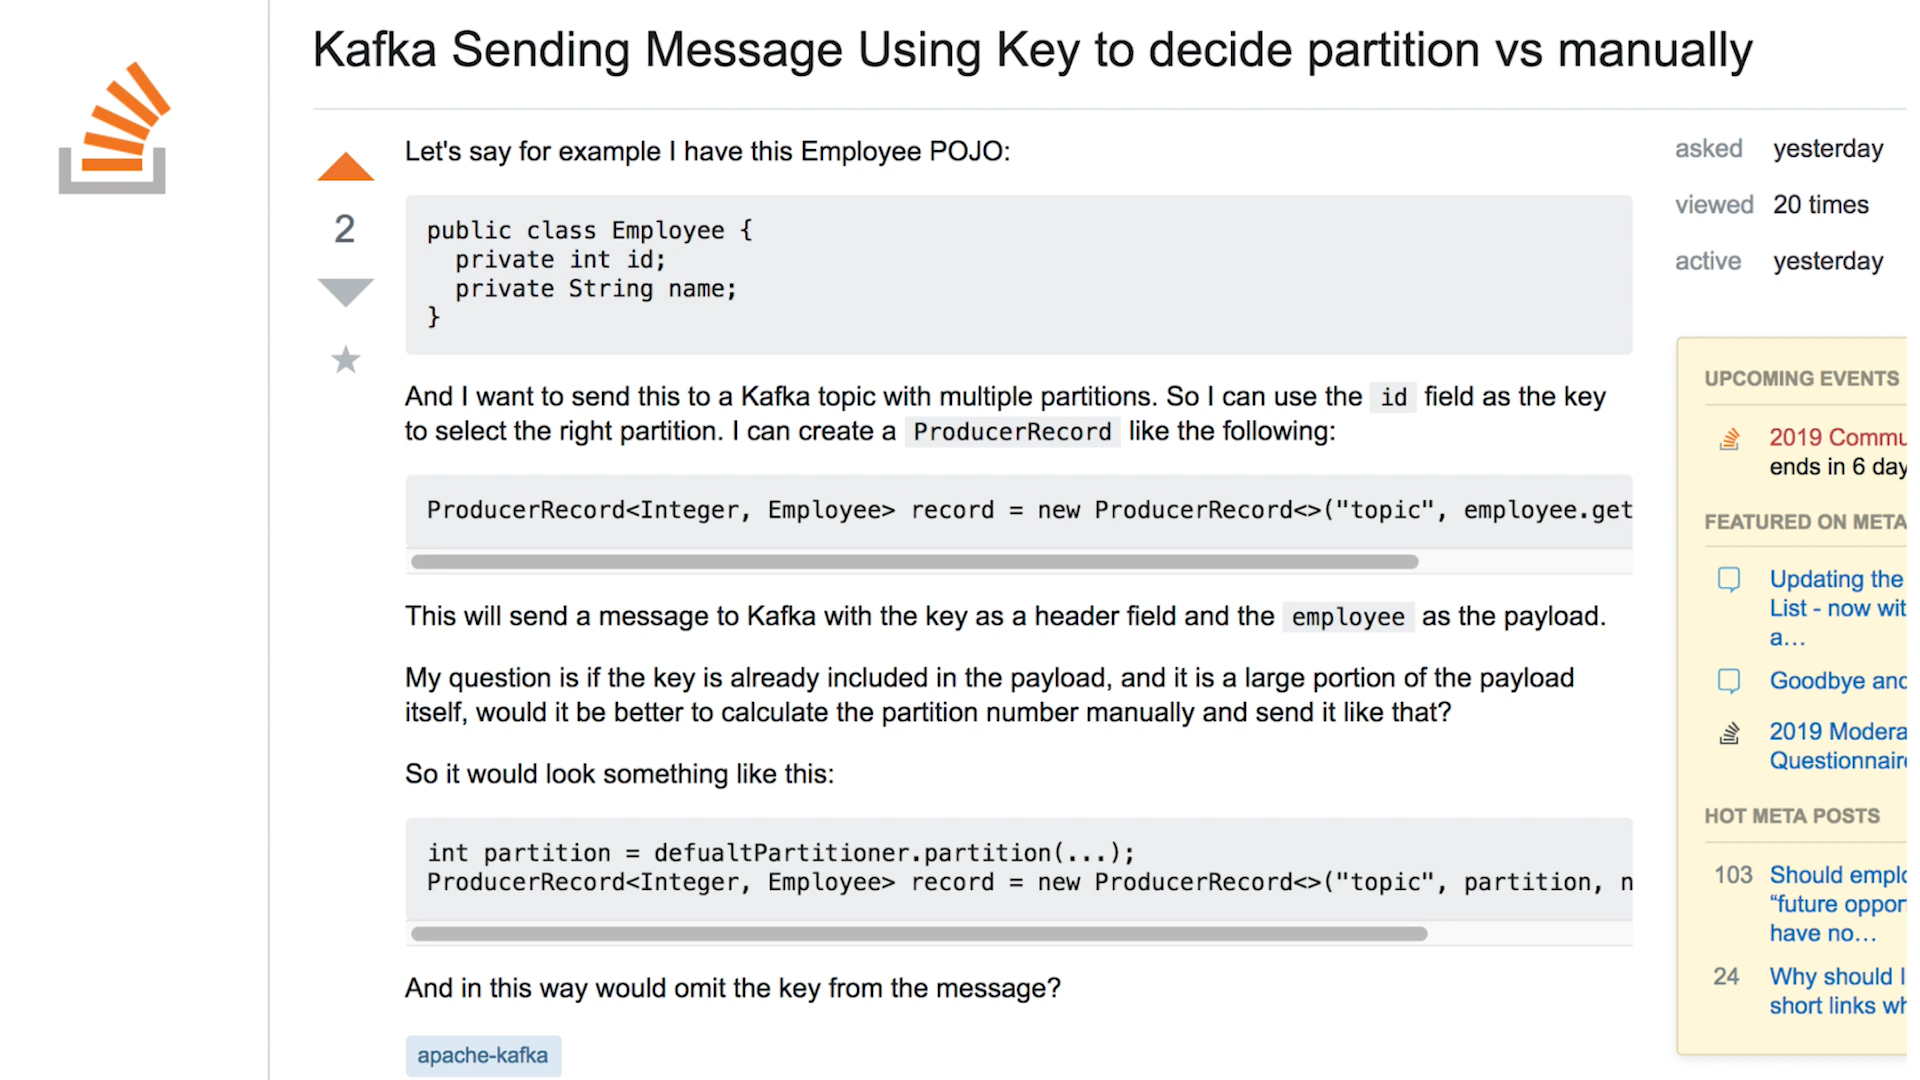 Kafka Sending Message Using Key to decide partition vs manually
Let's say for example I have this Employee POJO:
2
public class Employee {
  private int id;
  private String name;
}
And I want to send this to a Kafka topic with multiple partitions. So I can use the id field as the key
to select the right partition. I can create a ProducerRecord like the following:
ProducerRecord<Integer, Employee> record = new ProducerRecord<>("topic", employee.get
This will send a message to Kafka with the key as a header field and the employee as the payload.
My question is if the key is already included in the payload, and it is a large portion of the payload
itself, would it be better to calculate the partition number manually and send it like that?
So it would look something like this:
int partition = defualtPartitioner.partition(...);
ProducerRecord<Integer, Employee> record = new ProducerRecord<>("topic", partition, n
And in this way would omit the key from the message?
apache-kafka
asked yesterday
viewed 20 times
active yesterday
UPCOMING EVENTS
2019 Commu
ends in 6 day
FEATURED ON META
Updating the
List - now wit
a…
Goodbye and
2019 Modera
Questionnaire
HOT META POSTS
103 Should emplo
“future oppor
have no…
24 Why should I
short links wh